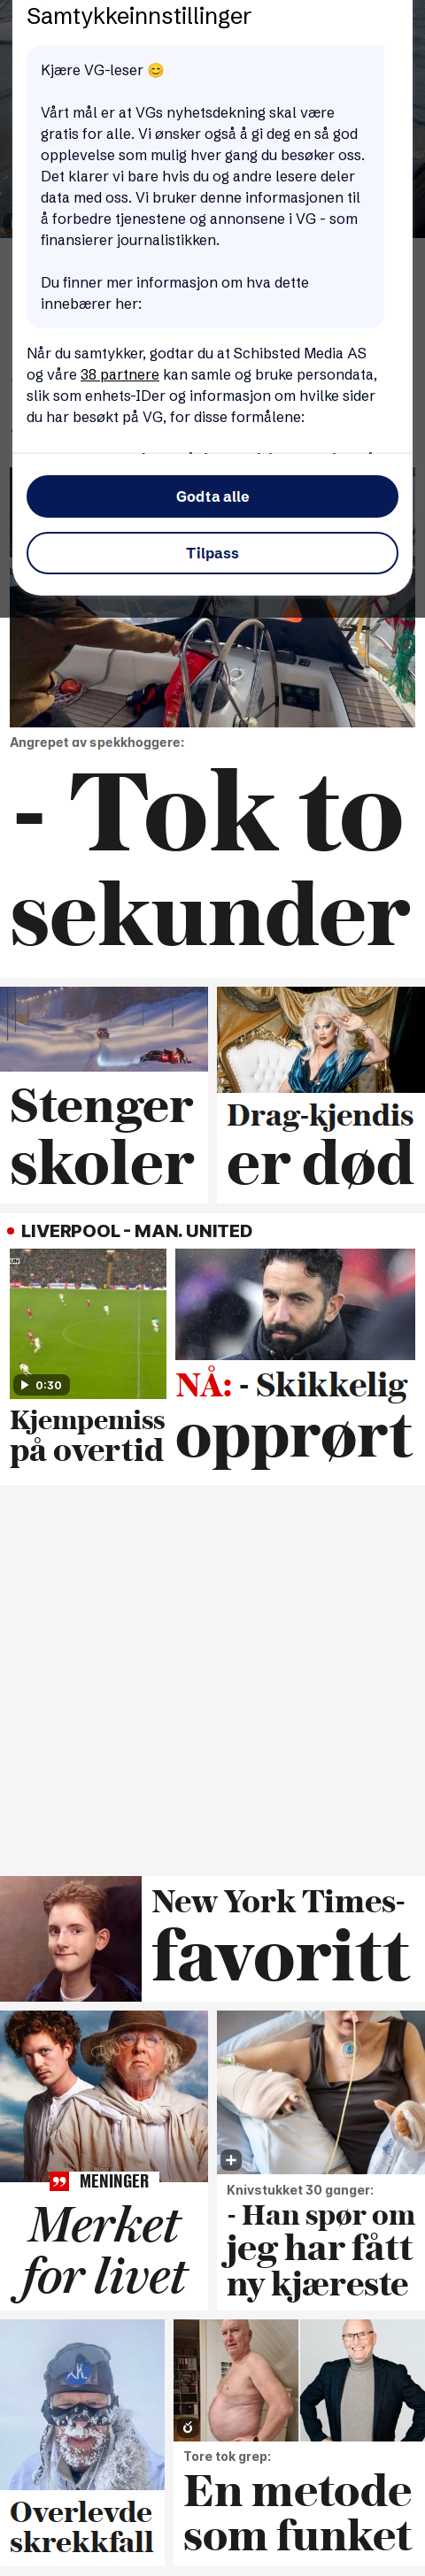 Samtykkeinnstillinger
Kjære VG-leser 😊
Vårt mål er at VGs nyhetsdekning skal være
gratis for alle. Vi ønsker også å gi deg en så god
opplevelse som mulig hver gang du besøker oss.
Det klarer vi bare hvis du og andre lesere deler
data med oss. Vi bruker denne informasjonen til
å forbedre tjenestene og annonsene i VG - som
finansierer journalistikken.
Du finner mer informasjon om hva dette
innebærer her:
Når du samtykker, godtar du at Schibsted Media AS
og våre 38 partnere kan samle og bruke persondata,
slik som enhets-IDer og informasjon om hvilke sider
du har besøkt på VG, for disse formålene:
Godta alle
Tilpass
Angrepet av spekkhoggere:
- Tok to
sekunder
Stenger
skoler
Drag-kjendis
er død
LIVERPOOL - MAN. UNITED
0:30
Kjempemiss
på overtid
NÅ: - Skikkelig
opprørt
New York Times-
favoritt
MENINGER
Merket
for livet
Knivstukket 30 ganger:
- Han spør om
jeg har fått
ny kjæreste
Overlevde
skrekkfall
Tore tok grep:
En metode
som funket